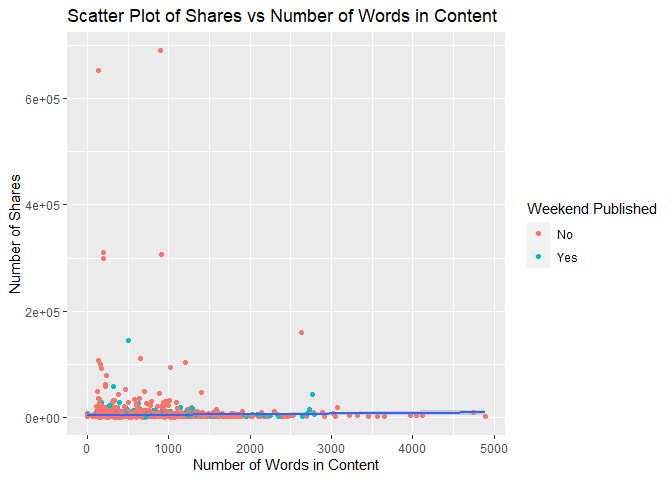 Scatter Plot of Shares vs Number of Words in Content
6e+05
4e+05
2e+05
0e+00
Number of Shares
0 1000 2000 3000 4000 5000
Number of Words in Content
Weekend Published
No
Yes